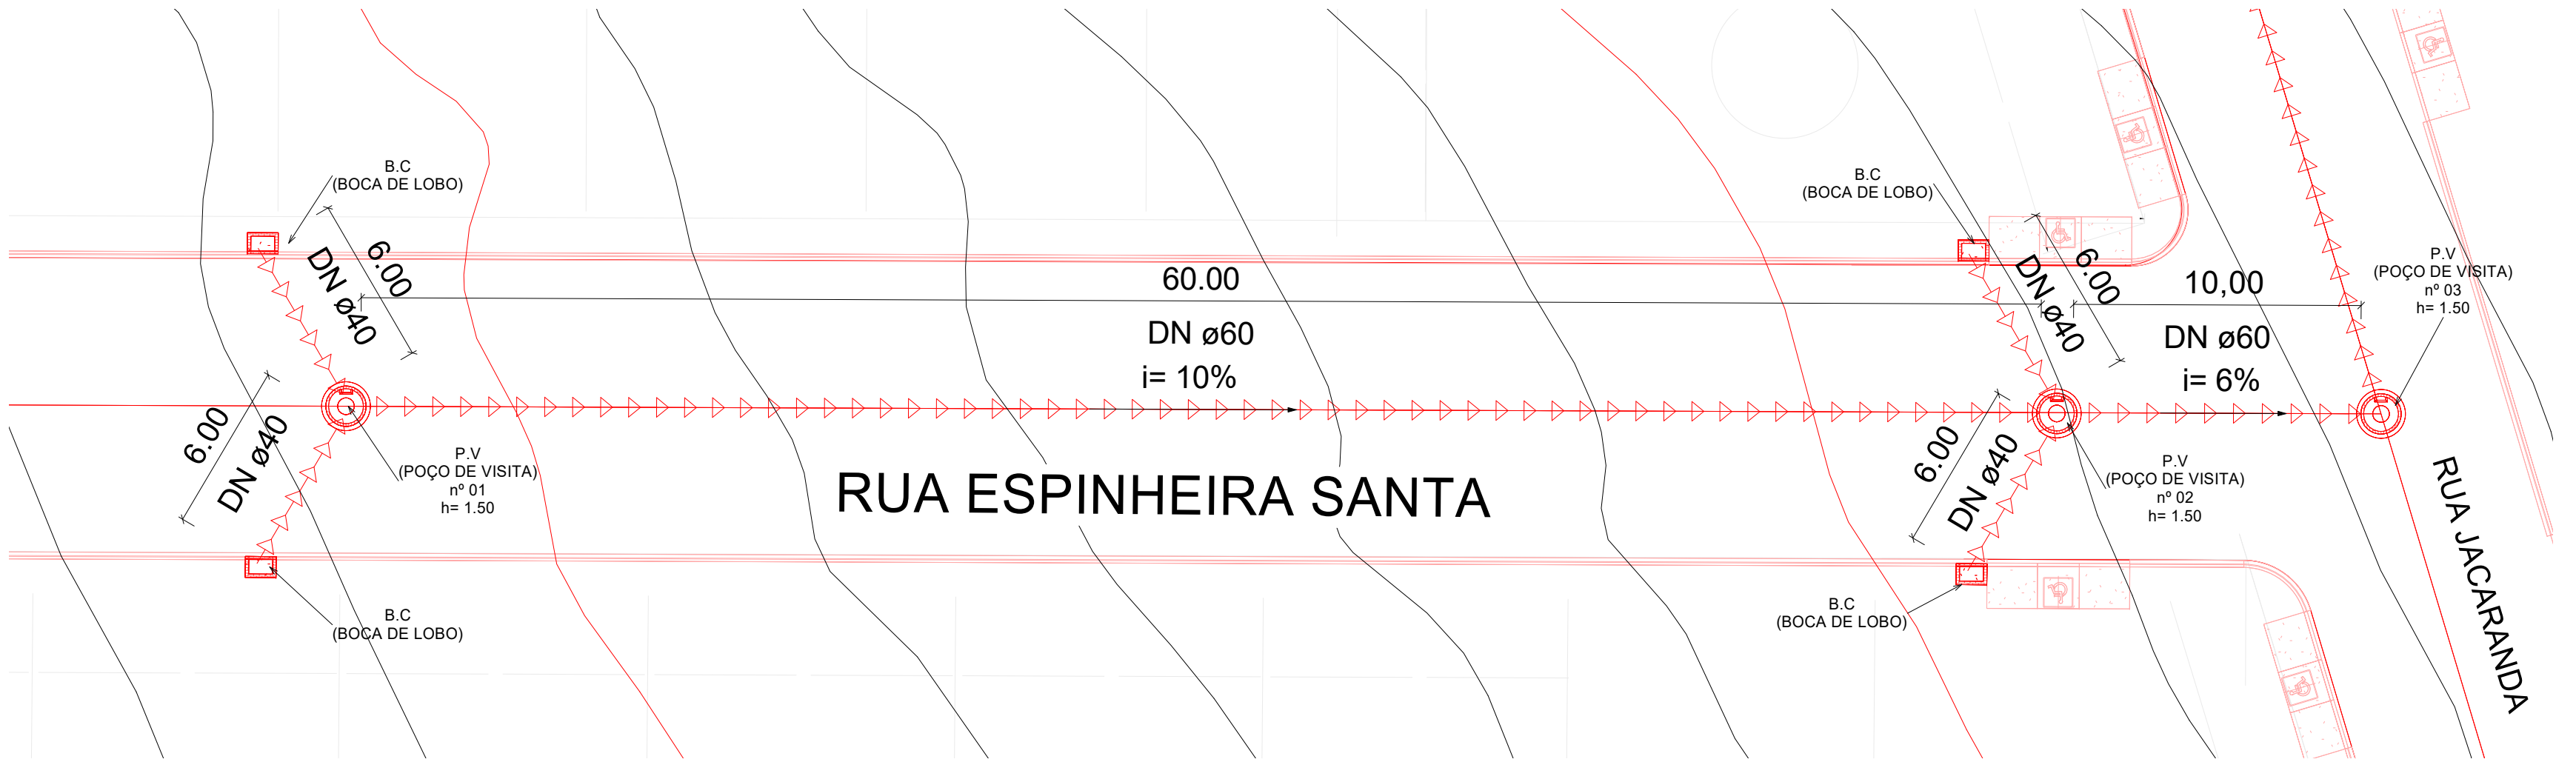 B.C
(BOCA DE LOBO)
6.00
DN ø40
6.00
DN ø40
P.V
(POÇO DE VISITA)
nº 01
h= 1.50
B.C
(BOCA DE LOBO)
60.00
DN ø60
i= 10%
RUA ESPINHEIRA SANTA
B.C
(BOCA DE LOBO)
6.00
DN ø40
6.00
DN ø40
P.V
(POÇO DE VISITA)
nº 02
h= 1.50
B.C
(BOCA DE LOBO)
10,00
DN ø60
i= 6%
P.V
(POÇO DE VISITA)
nº 03
h= 1.50
RUA JACARANDA